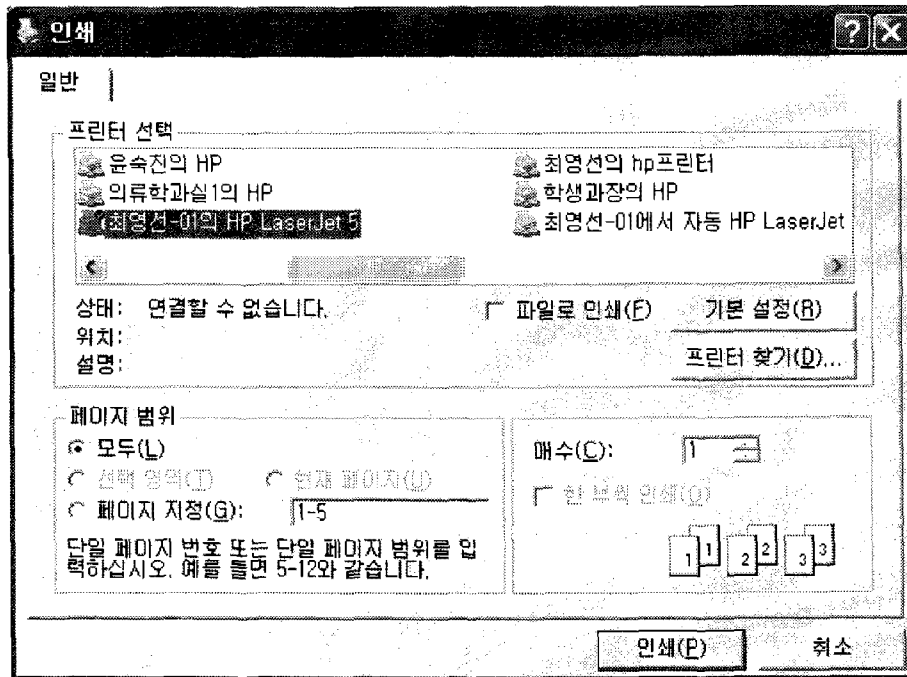 인쇄
일반
프린터 선택
윤숙진의 HP
최영선의 hp프린터
의류학과실1의 HP
학생과장의 HP
최영선-01의 HP LaserJet 5
최영선-01에서 자동 HP LaserJet
상태: 연결할 수 없습니다.
파일로 인쇄(F)
기본 설정(R)
위치:
설명:
프린터 찾기(D)...
페이지 범위
모두(L)
매수(C): 1
선택 영역(T)
현재 페이지(U)
한 부씩 인쇄(O)
페이지 지정(G): 1-5
단일 페이지 번호 또는 단일 페이지 범위를 입
력하십시오. 예를 들면 5-12와 같습니다.
1 1 2 2 3 3
인쇄(P)
취소